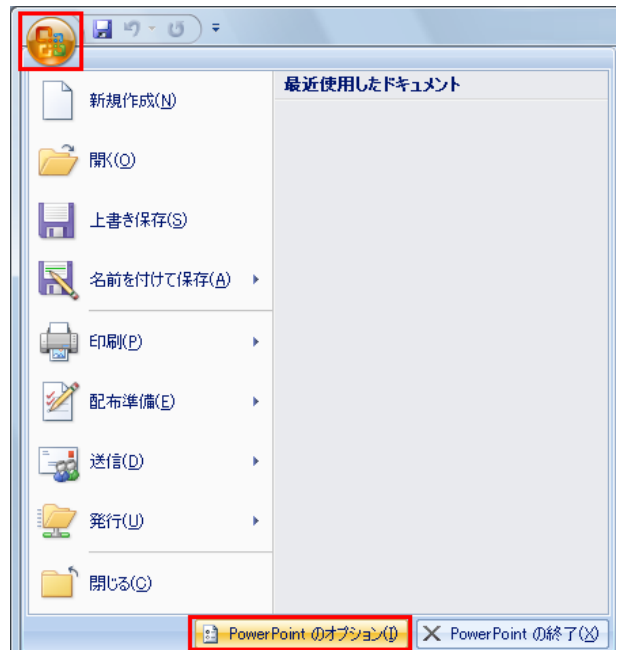 最近使用したドキュメント
新規作成(N)
開く(O)
上書き保存(S)
名前を付けて保存(A)
印刷(P)
配布準備(E)
送信(D)
発行(U)
閉じる(C)
PowerPoint のオプション(I)
PowerPoint の終了(X)